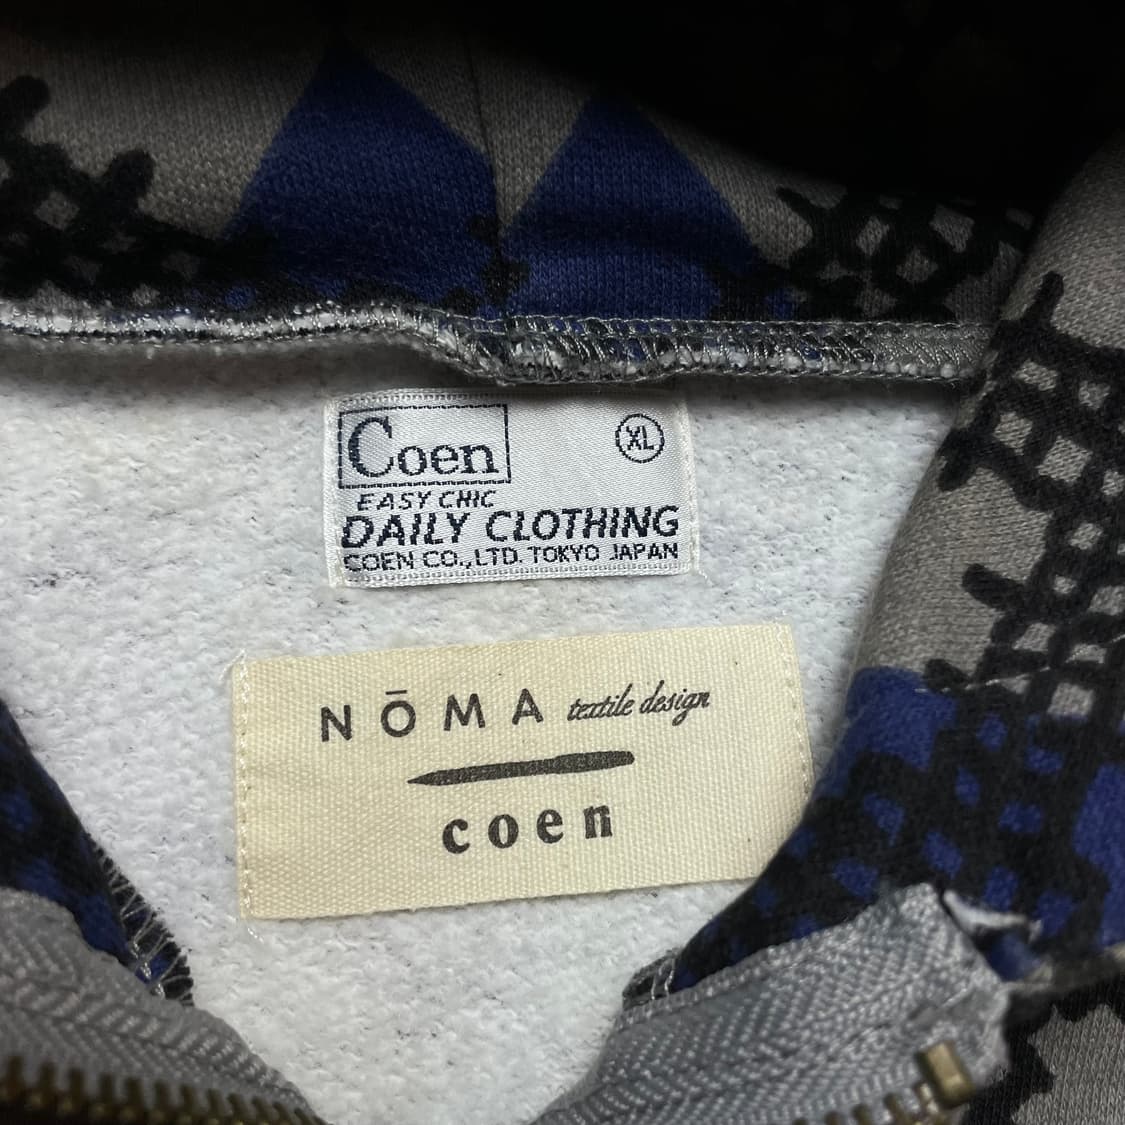 Coen
XL
EASY CHIC
DAILY CLOTHING
COEN CO.,LTD. TOKYO JAPAN
NŌMA textile design
coen